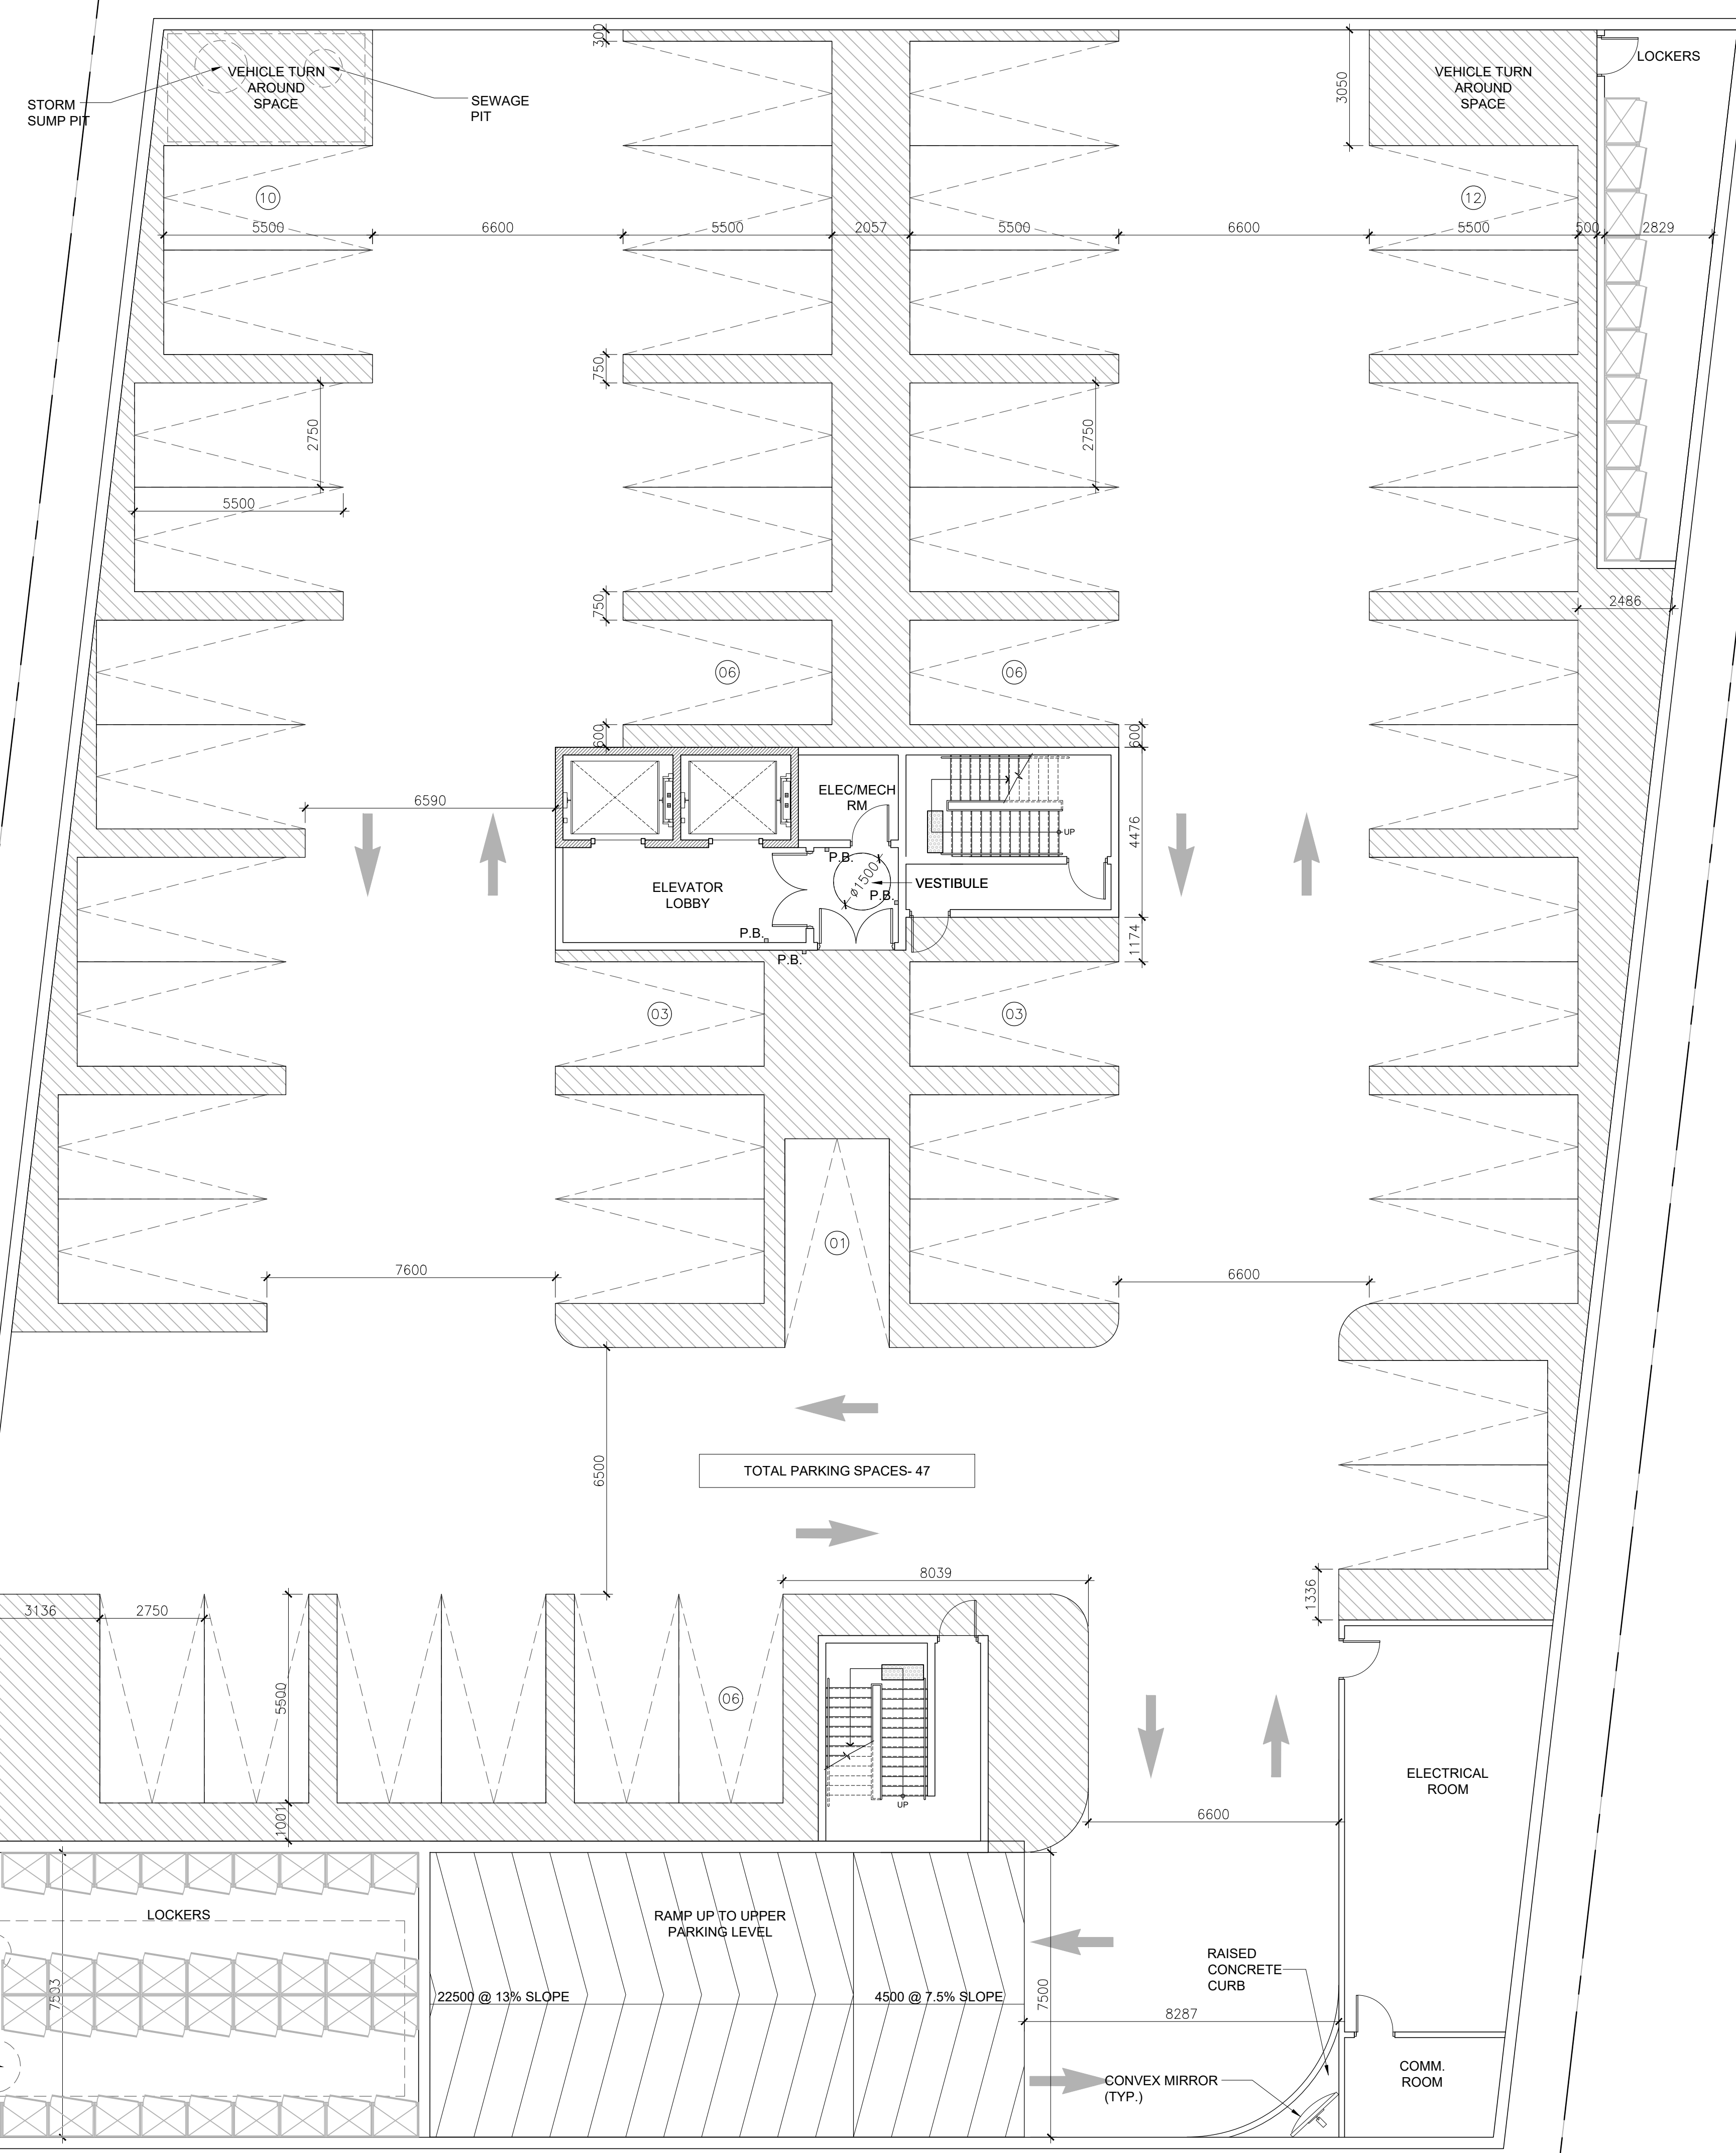 300
3050
LOCKERS
VEHICLE TURN
AROUND
SPACE
VEHICLE TURN
AROUND
SPACE
STORM
SUMP PIT
SEWAGE
PIT
10
12
5500
6600
5500
2057
5500
6600
5500
500
2829
750
2750
2750
5500
750
2486
06
06
600
600
6590
ELEC/MECH
RM
UP
4476
P.B.
ø1500
VESTIBULE
P.B.
ELEVATOR
LOBBY
P.B.
P.B.
1174
03
03
01
7600
6600
6500
TOTAL PARKING SPACES- 47
8039
1336
3136
2750
5500
06
UP
1001
6600
ELECTRICAL
ROOM
LOCKERS
7503
RAMP UP TO UPPER
PARKING LEVEL
22500 @ 13% SLOPE
4500 @ 7.5% SLOPE
7500
RAISED
CONCRETE
CURB
8287
CONVEX MIRROR
(TYP.)
COMM.
ROOM